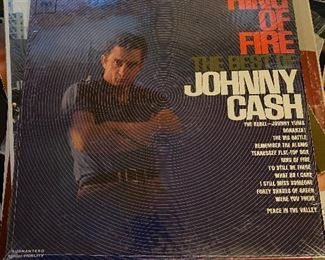 RING
OF
FIRE
THE BEST OF
JOHNNY
CASH
THE REBEL—JOHNNY YUMA
BONANZA!
THE BIG BATTLE
REMEMBER THE ALAMO
TENNESSEE FLAT-TOP BOX
RING OF FIRE
I'D STILL BE THERE
WHAT DO I CARE
I STILL MISS SOMEONE
FORTY SHADES OF GREEN
WERE YOU THERE
PEACE IN THE VALLEY
GUARANTEED
HIGH-FIDELITY